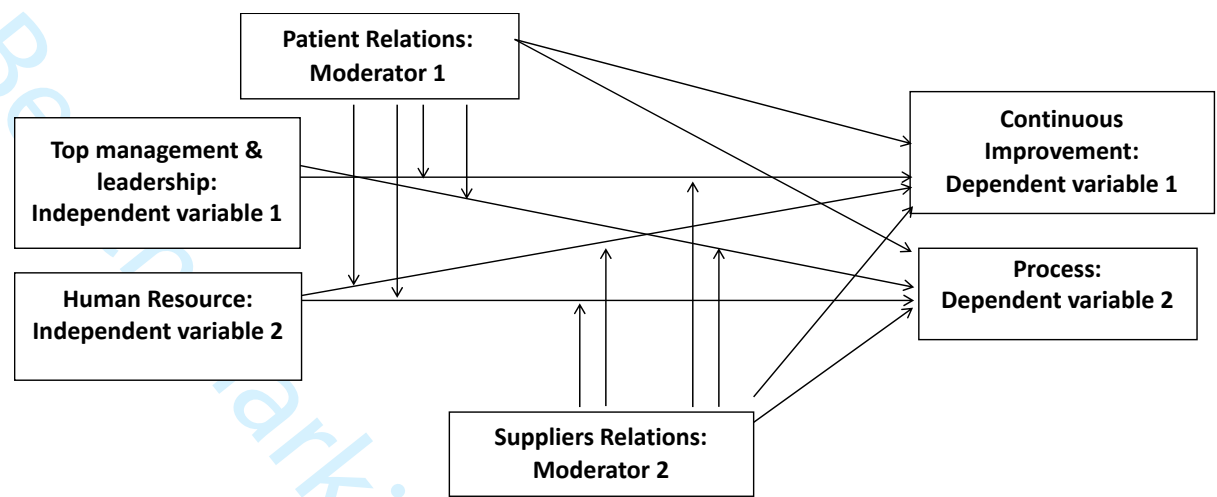 Patient Relations:
Moderator 1
Top management &
leadership:
Independent variable 1
Continuous
Improvement:
Dependent variable 1
Human Resource:
Independent variable 2
Process:
Dependent variable 2
Suppliers Relations:
Moderator 2